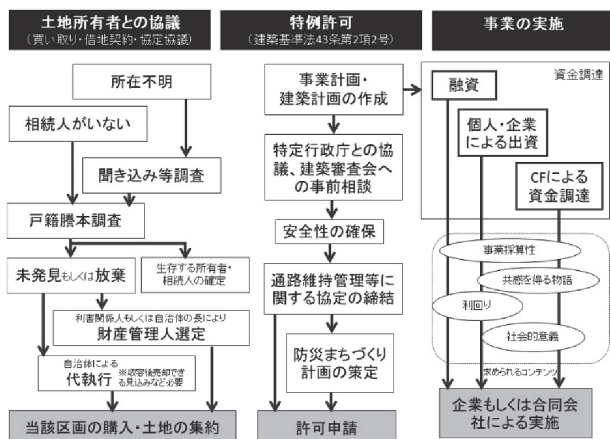 土地所有者との協議
(買い取り・借地契約・協定協議)
所在不明
相続人がいない
聞き込み等調査
戸籍謄本調査
未発見もしくは放棄
生存する所有者・
相続人の確定
利害関係人もしくは自治体の長により
財産管理人選定
自治体による
代執行
※収容後売却でき
る見込みなど必要
当該区画の購入・土地の集約
特例許可
(建築基準法43条第2項2号)
事業計画・
建築計画の作成
特定行政庁との協
議、建築審査会へ
の事前相談
安全性の確保
通路維持管理等に
関する協定の締結
防災まちづくり
計画の策定
許可申請
事業の実施
資金調達
融資
個人・企業
による出資
CFによる
資金調達
事業採算性
共感を得る物語
利回り
社会的意義
求められるコンテンツ
企業もしくは合同会
社による実施